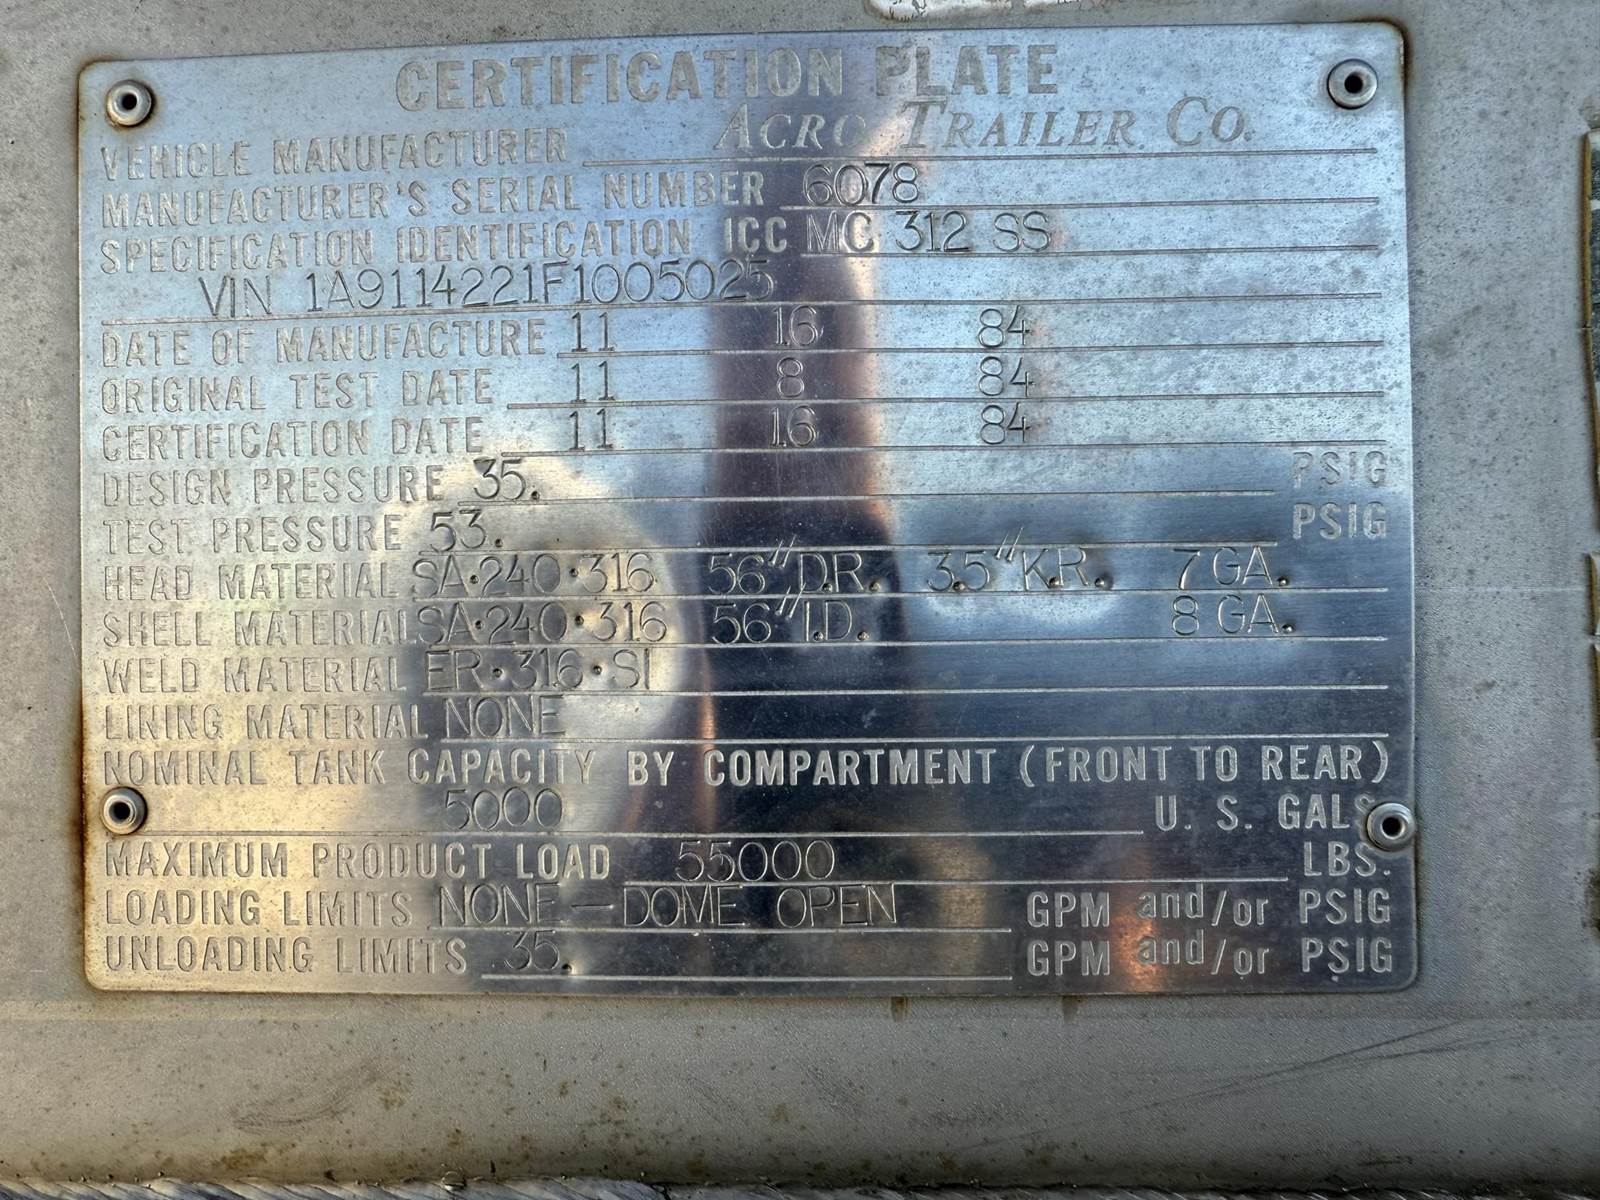 CERTIFICATION PLATE
VEHICLE MANUFACTURER ACRO TRAILER CO.
MANUFACTURER'S SERIAL NUMBER 6078
SPECIFICATION IDENTIFICATION ICC MC 312 SS
VIN 1A9114221F1005025
DATE OF MANUFACTURE 11 16 84
ORIGINAL TEST DATE 11 8 84
CERTIFICATION DATE 11 16 84
DESIGN PRESSURE 35. PSIG
TEST PRESSURE 53. PSIG
HEAD MATERIAL SA·240·316 56" D.R. 3.5" K.R. 7 GA.
SHELL MATERIAL SA·240·316 56" I.D. 8 GA.
WELD MATERIAL ER·316·SI
LINING MATERIAL NONE
NOMINAL TANK CAPACITY BY COMPARTMENT (FRONT TO REAR)
5000 U. S. GALS
MAXIMUM PRODUCT LOAD 55000 LBS.
LOADING LIMITS NONE — DOME OPEN GPM and/or PSIG
UNLOADING LIMITS 35. GPM and/or PSIG